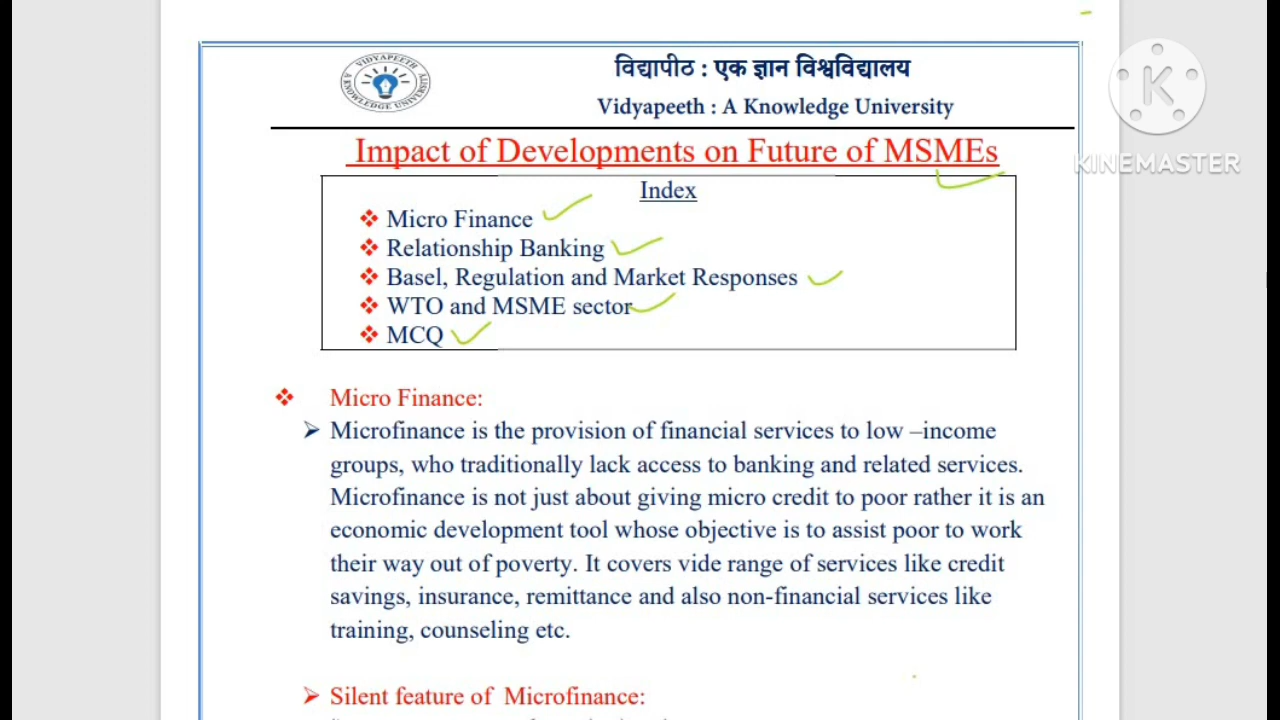 विद्यापीठ : एक ज्ञान विश्वविद्यालय
VIDYAPEETH
A KNOWLEDGE UNIVERSITY
Vidyapeeth : A Knowledge University
KINEMASTER
Impact of Developments on Future of MSMEs
Index
❖ Micro Finance
❖ Relationship Banking
❖ Basel, Regulation and Market Responses
❖ WTO and MSME sector
❖ MCQ
❖ Micro Finance:
➢ Microfinance is the provision of financial services to low –income
groups, who traditionally lack access to banking and related services.
Microfinance is not just about giving micro credit to poor rather it is an
economic development tool whose objective is to assist poor to work
their way out of poverty. It covers vide range of services like credit
savings, insurance, remittance and also non-financial services like
training, counseling etc.
➢ Silent feature of Microfinance: